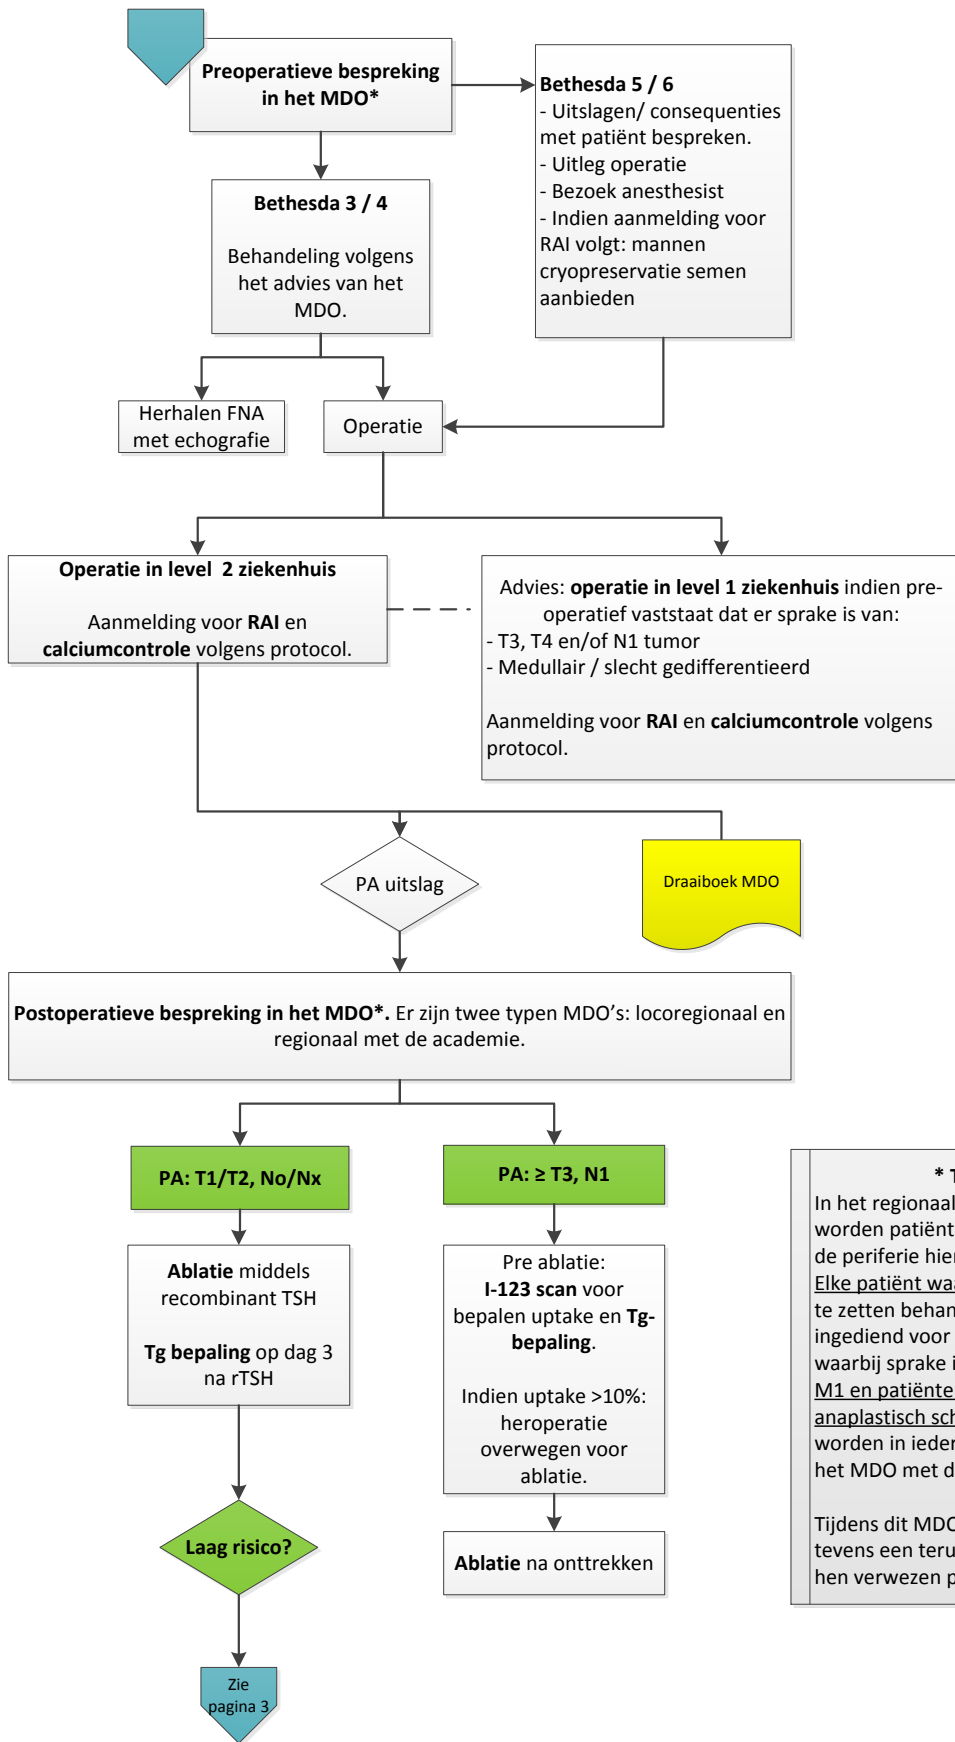 Preoperatieve bespreking
in het MDO*
Bethesda 5 / 6
- Uitslagen/ consequenties
met patiënt bespreken.
- Uitleg operatie
- Bezoek anesthesist
- Indien aanmelding voor
RAI volgt: mannen
cryopreservatie semen
aanbieden
Bethesda 3 / 4
Behandeling volgens
het advies van het
MDO.
Herhalen FNA
met echografie
Operatie
Operatie in level 2 ziekenhuis
Aanmelding voor RAI en
calciumcontrole volgens protocol.
Advies: operatie in level 1 ziekenhuis indien pre-
operatief vaststaat dat er sprake is van:
- T3, T4 en/of N1 tumor
- Medullair / slecht gedifferentieerd
Aanmelding voor RAI en calciumcontrole volgens
protocol.
PA uitslag
Draaiboek MDO
Postoperatieve bespreking in het MDO*. Er zijn twee typen MDO's: locoregionaal en
regionaal met de academie.
PA: T1/T2, No/Nx
PA: ≥ T3, N1
Ablatie middels
recombinant TSH
Tg bepaling op dag 3
na rTSH
Pre ablatie:
I-123 scan voor
bepalen uptake en Tg-
bepaling.
Indien uptake >10%:
heroperatie
overwegen voor
ablatie.
Laag risico?
Ablatie na onttrekken
Zie
pagina 3
*
In het regionaal
worden patiënt
de periferie hie
Elke patiënt wa
te zetten behan
ingediend voor
waarbij sprake i
M1 en patiënte
anaplastisch sch
worden in ieder
het MDO met d
Tijdens dit MDO
tevens een teru
hen verwezen p